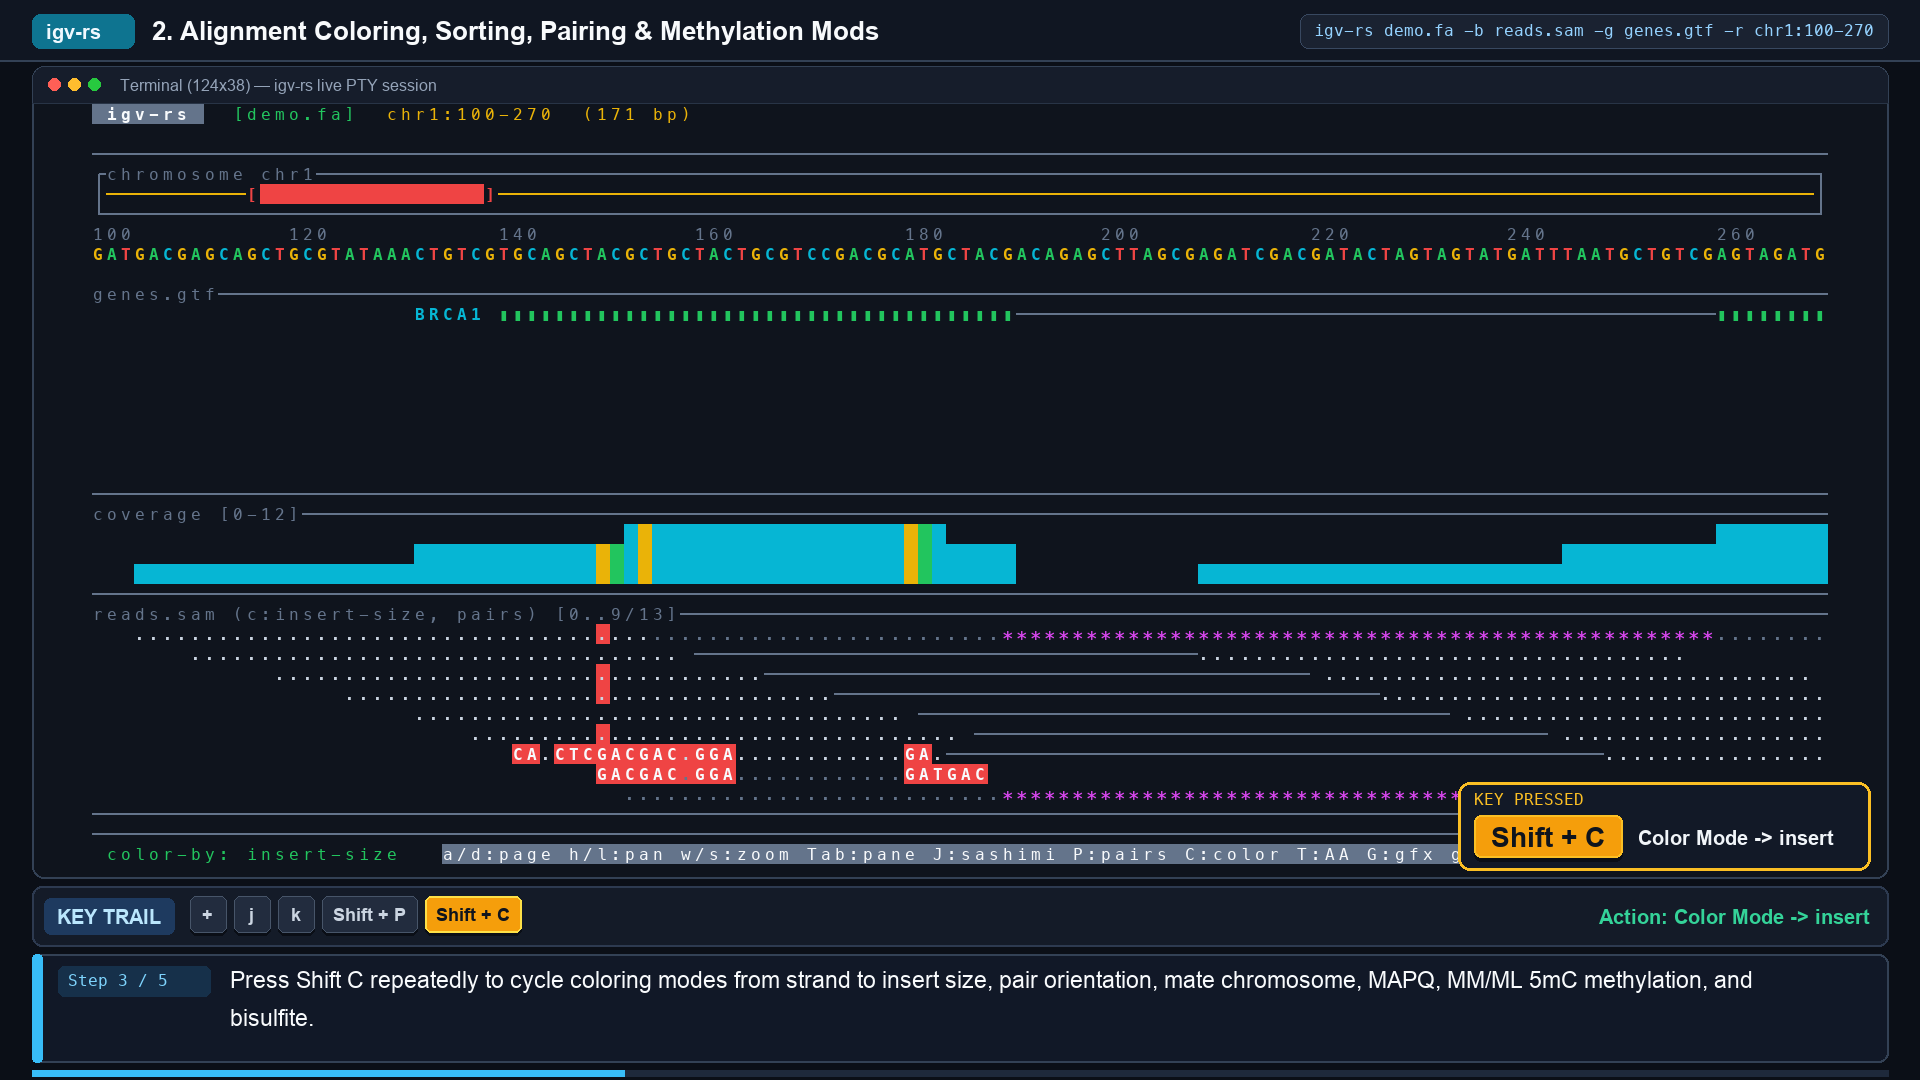 igv-rs
2. Alignment Coloring, Sorting, Pairing & Methylation Mods
igv-rs demo.fa -b reads.sam -g genes.gtf -r chr1:100-270
Terminal (124x38) — igv-rs live PTY session
igv-rs [demo.fa] chr1:100-270 (171 bp)
chromosome chr1
[ ]
100 120 140 160 180 200 220 240 260
GATGACGAGCAGCTGCGTATAAACTGTCGTGCAGCTACGCTGCTACTGCGTCCGACGCATGCTACGACAGAGCTTAGCGAGATCGACGATACTAGTAGTATGATTTAATGCTGTCGAGTAGATG
genes.gtf
BRCA1
coverage [0-12]
reads.sam (c:insert-size, pairs) [0..9/13]
CA.CTCGACGAC.GGA............GA.
GACGAC.GGA............GATGAC
color-by: insert-size a/d:page h/l:pan w/s:zoom Tab:pane J:sashimi P:pairs C:color T:AA G:gfx g
KEY PRESSED
Shift + C Color Mode -> insert
KEY TRAIL + j k Shift + P Shift + C Action: Color Mode -> insert
Step 3 / 5
Press Shift C repeatedly to cycle coloring modes from strand to insert size, pair orientation, mate chromosome, MAPQ, MM/ML 5mC methylation, and
bisulfite.